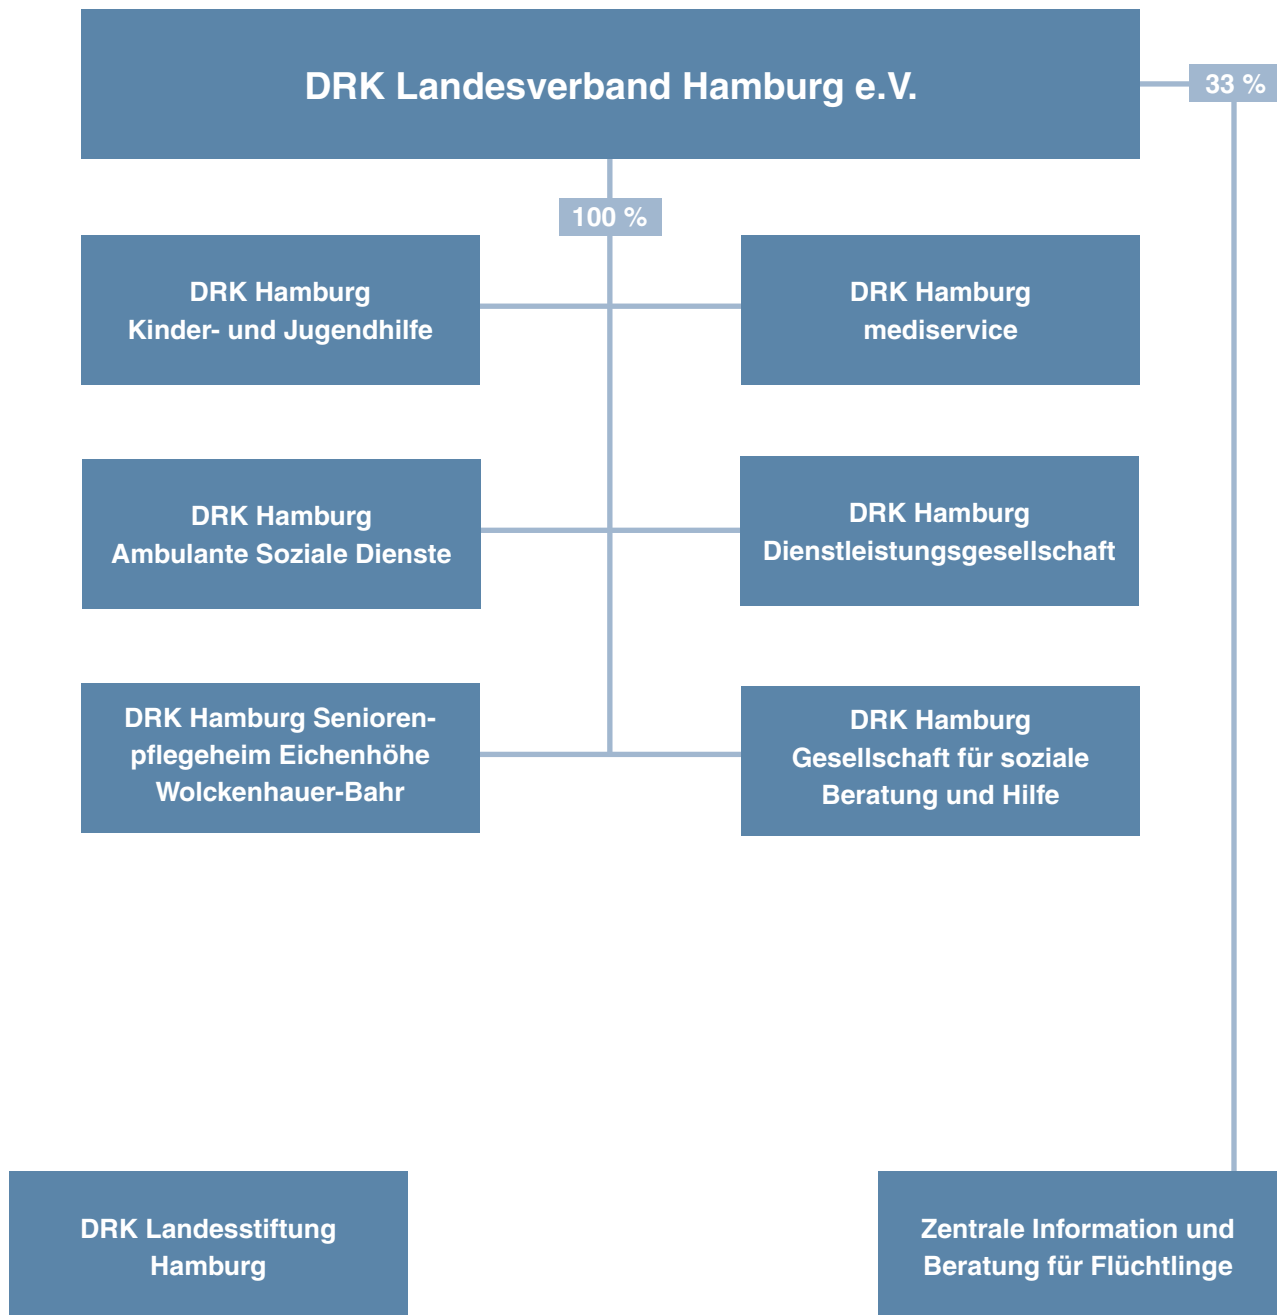 DRK Landesverband Hamburg e.V.
33 %
100 %
DRK Hamburg
Kinder- und Jugendhilfe
DRK Hamburg
mediservice
DRK Hamburg
Ambulante Soziale Dienste
DRK Hamburg
Dienstleistungsgesellschaft
DRK Hamburg Senioren-
pflegeheim Eichenhöhe
Wolckenhauer-Bahr
DRK Hamburg
Gesellschaft für soziale
Beratung und Hilfe
DRK Landesstiftung
Hamburg
Zentrale Information und
Beratung für Flüchtlinge